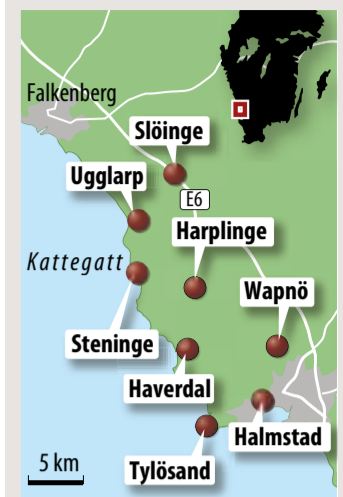 Falkenberg
Slöinge
Ugglarp
E6
Harplinge
Kattegatt
Wapnö
Steninge
Haverdal
Halmstad
5 km
Tylösand